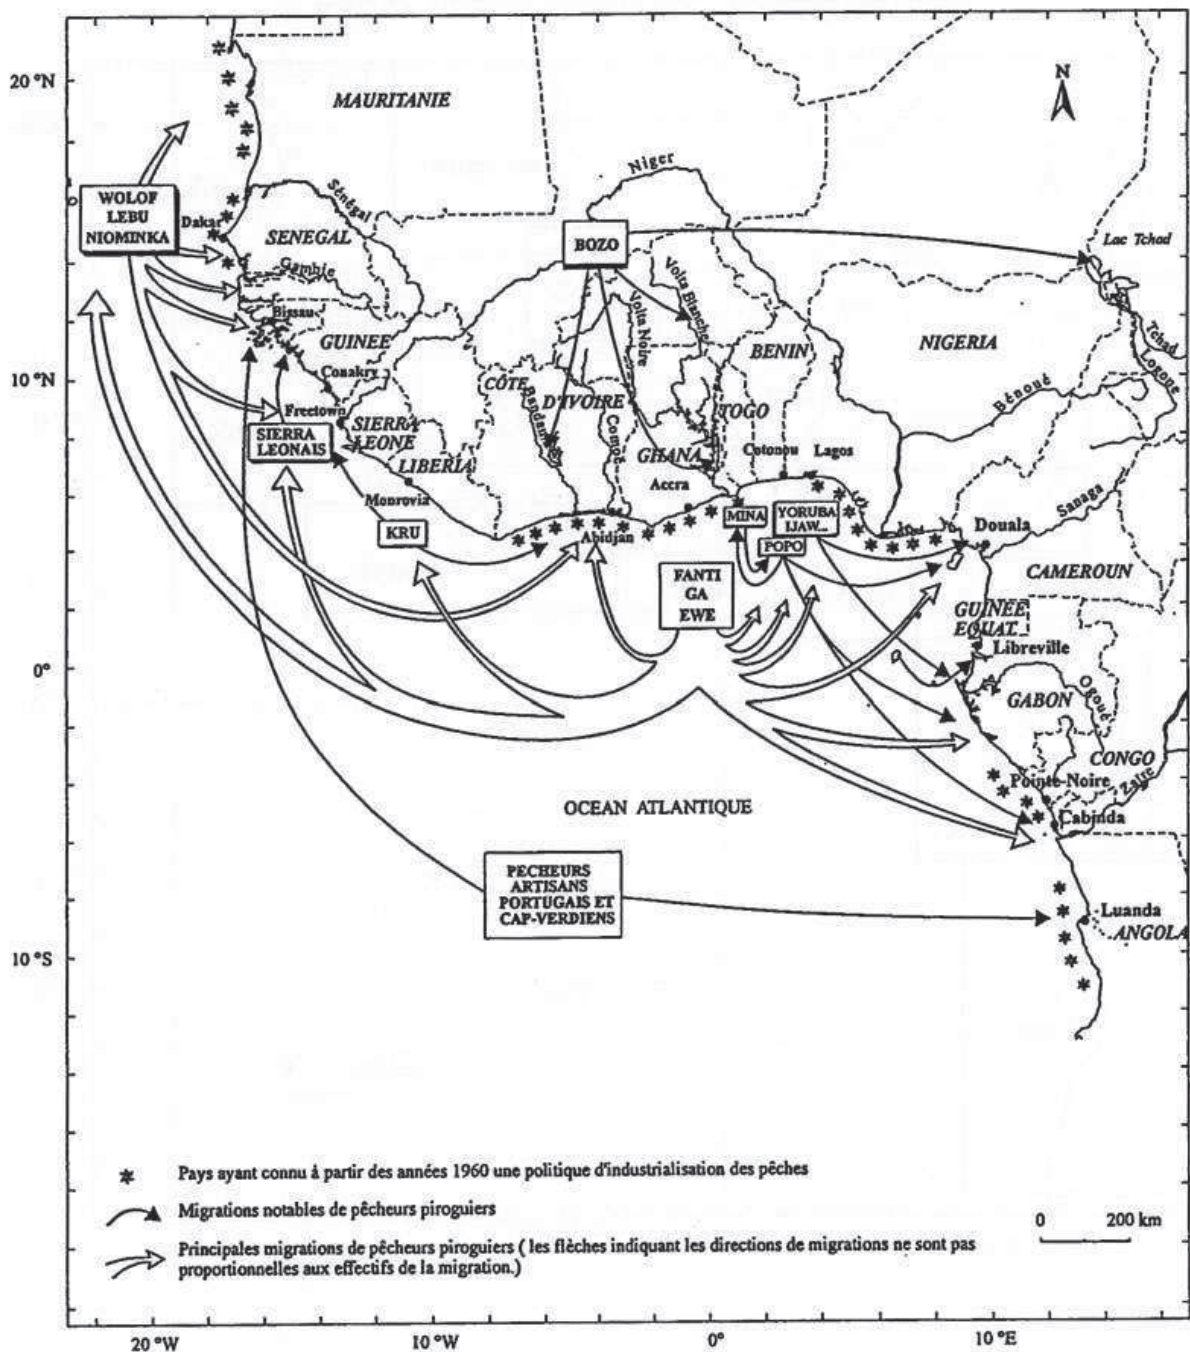 N
20 °N
MAURITANIE
Niger
WOLOF
LEBU
NIOMINKA
Sénégal
Dakar
BOZO
SENEGAL
Lac Tchad
Gambie
Volta Blanche
Volta Noire
Bissau
Tchad
GUINEE
BENIN
NIGERIA
Logone
10 °N
Conakry
CÔTE
D'IVOIRE
Bénoué
Freetown
Bandama
TOGO
SIERRA
LEONE
SIERRA
LEONAIS
Comoé
GHANA
Cotonou
Lagos
LIBERIA
Accra
Sanaga
Monrovia
MINA
YORUBA
IJAW...
Douala
KRU
Abidjan
POPO
FANTI
GA
EWE
CAMEROUN
GUINEE
EQUAT.
0°
Libreville
GABON
Ogoué
CONGO
Zaïre
Pointe-Noire
OCEAN ATLANTIQUE
Cabinda
PECHEURS
ARTISANS
PORTUGAIS ET
CAP-VERDIENS
Luanda
ANGOLA
10 °S
Pays ayant connu à partir des années 1960 une politique d'industrialisation des pêches
Migrations notables de pêcheurs piroguiers
0 200 km
Principales migrations de pêcheurs piroguiers ( les flèches indiquant les directions de migrations ne sont pas
proportionnelles aux effectifs de la migration.)
20 °W
10 °W
0°
10 °E